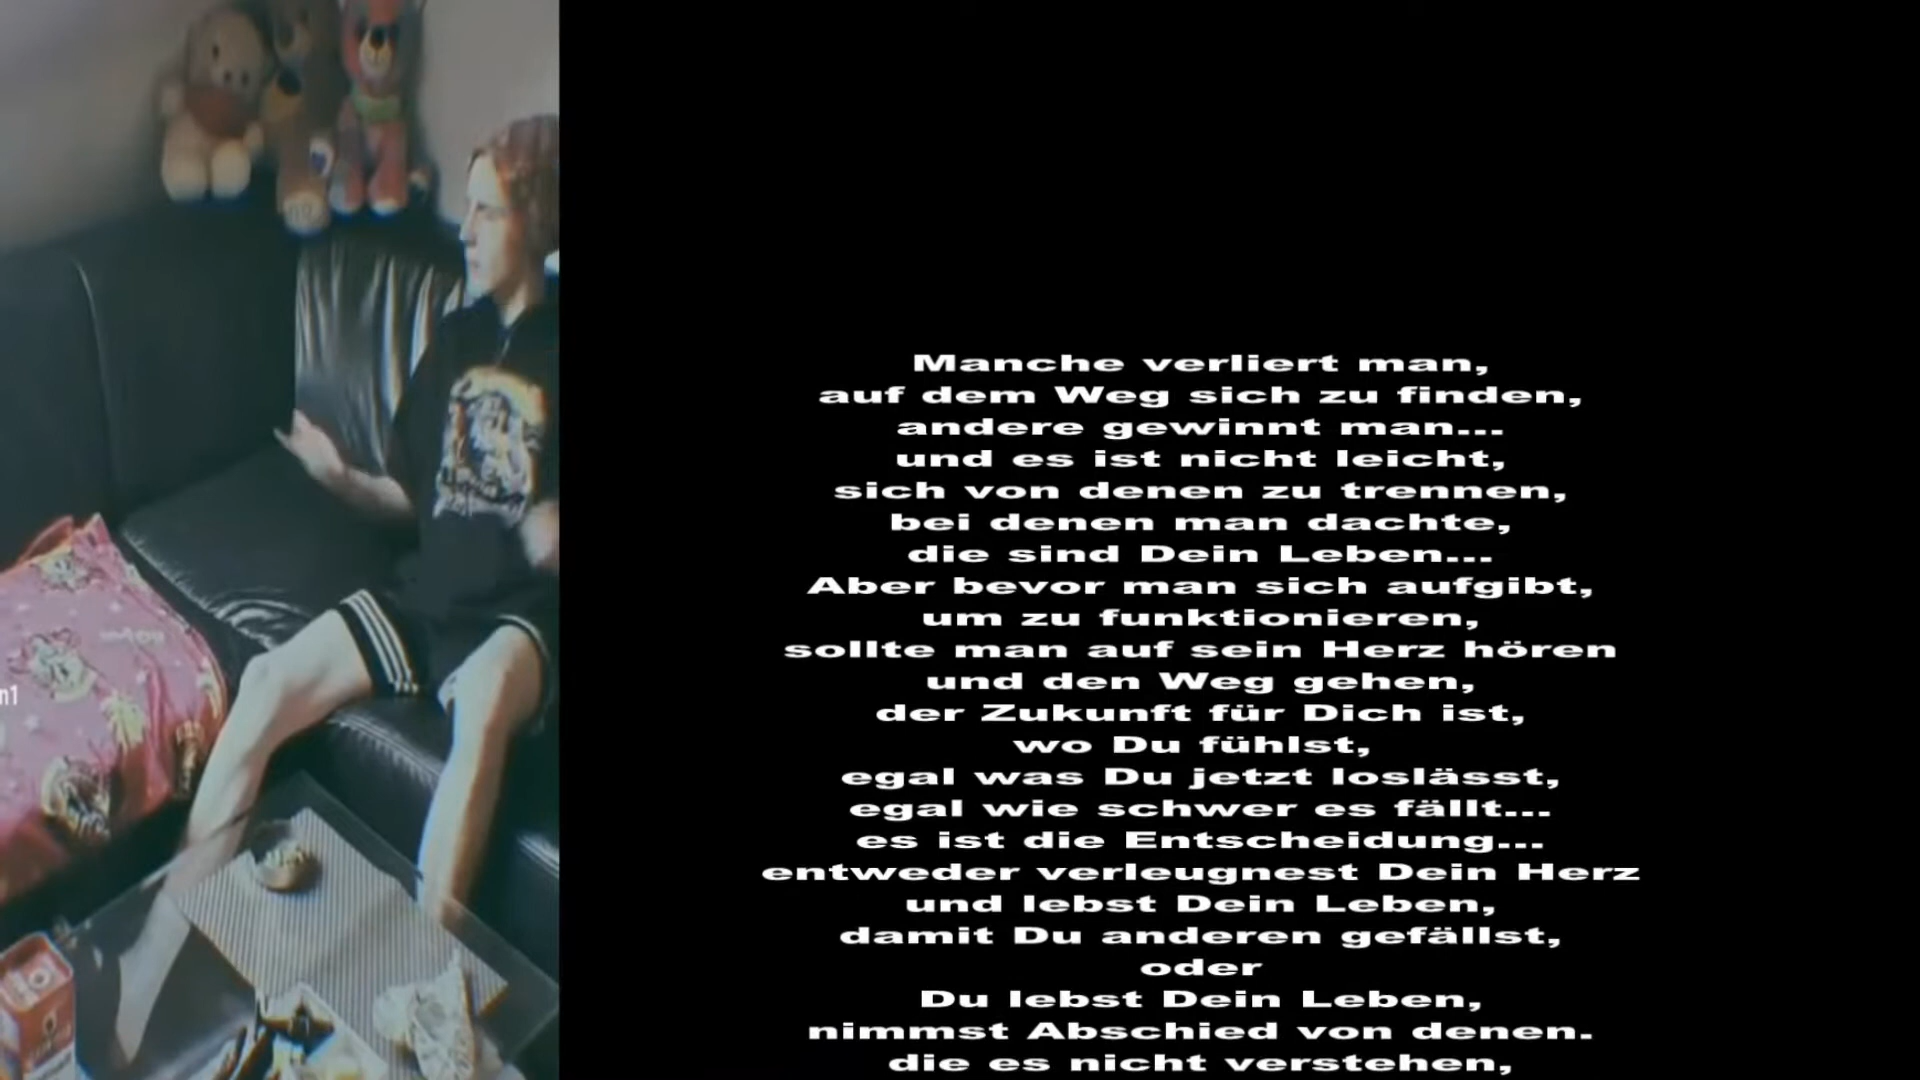 Manche verliert man,
auf dem Weg sich zu finden,
andere gewinnt man...
und es ist nicht leicht,
sich von denen zu trennen,
bei denen man dachte,
die sind Dein Leben...
Aber bevor man sich aufgibt,
um zu funktionieren,
sollte man auf sein Herz hören
und den Weg gehen,
der Zukunft für Dich ist,
wo Du fühlst,
egal was Du jetzt loslässt,
egal wie schwer es fällt...
es ist die Entscheidung...
entweder verleugnest Dein Herz
und lebst Dein Leben,
damit Du anderen gefällst,
oder
Du lebst Dein Leben,
nimmst Abschied von denen.
die es nicht verstehen,
n1